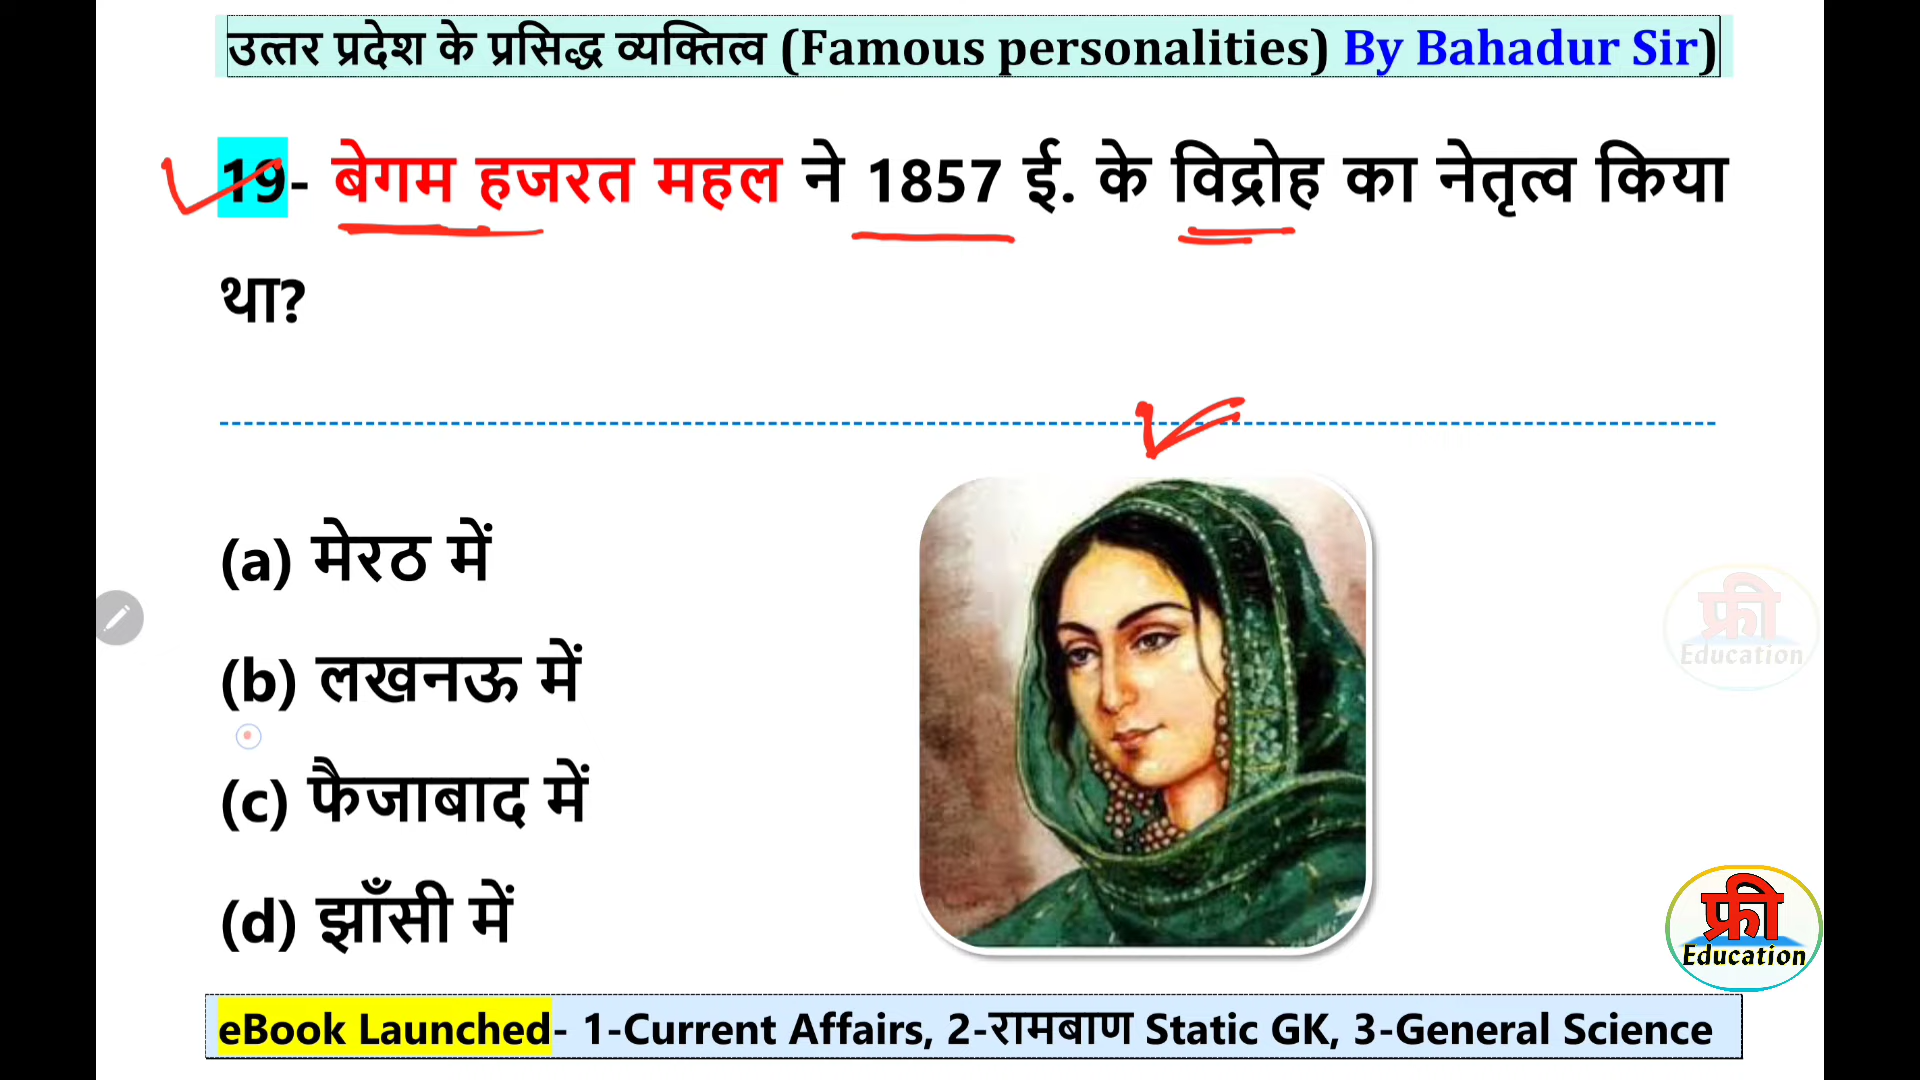 उत्तर प्रदेश के प्रसिद्ध व्यक्तित्व (Famous personalities) By Bahadur Sir)
19- बेगम हजरत महल ने 1857 ई. के विद्रोह का नेतृत्व किया
था?
(a) मेरठ में
(b) लखनऊ में
(c) फैजाबाद में
(d) झाँसी में
फ्री
Education
फ्री
Education
eBook Launched- 1-Current Affairs, 2-रामबाण Static GK, 3-General Science